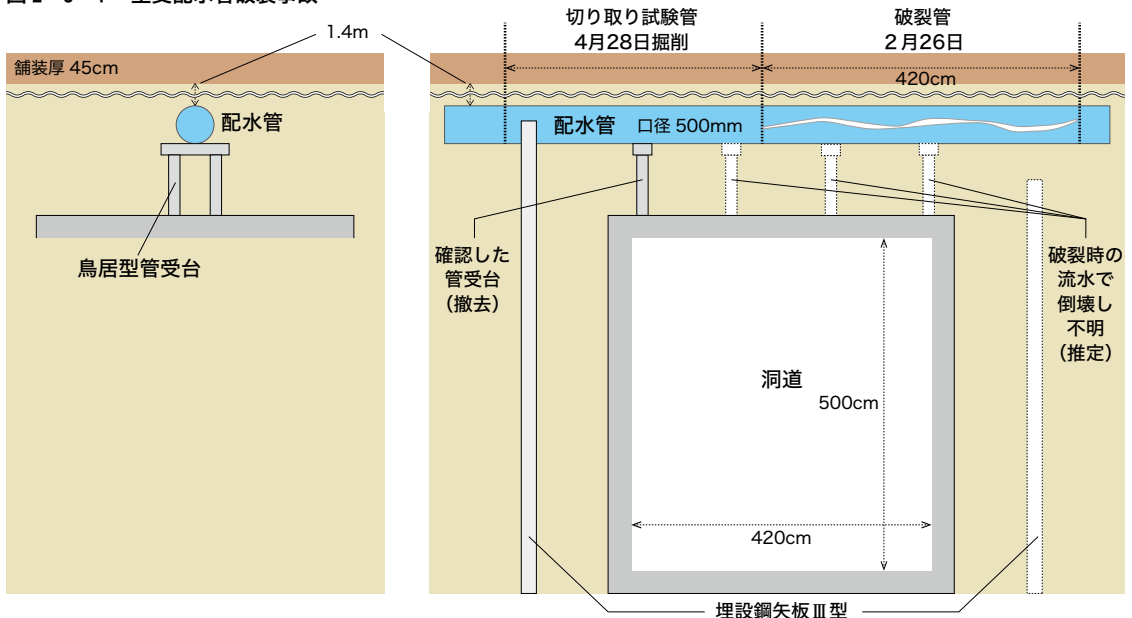 1.4m
舗装厚 45cm
配水管
鳥居型管受台
切り取り試験管
4月28日掘削
破裂管
2月26日
420cm
配水管 口径 500mm
確認した
管受台
（撤去）
破裂時の
流水で
倒壊し
不明
（推定）
洞道
500cm
420cm
埋設鋼矢板Ⅲ型